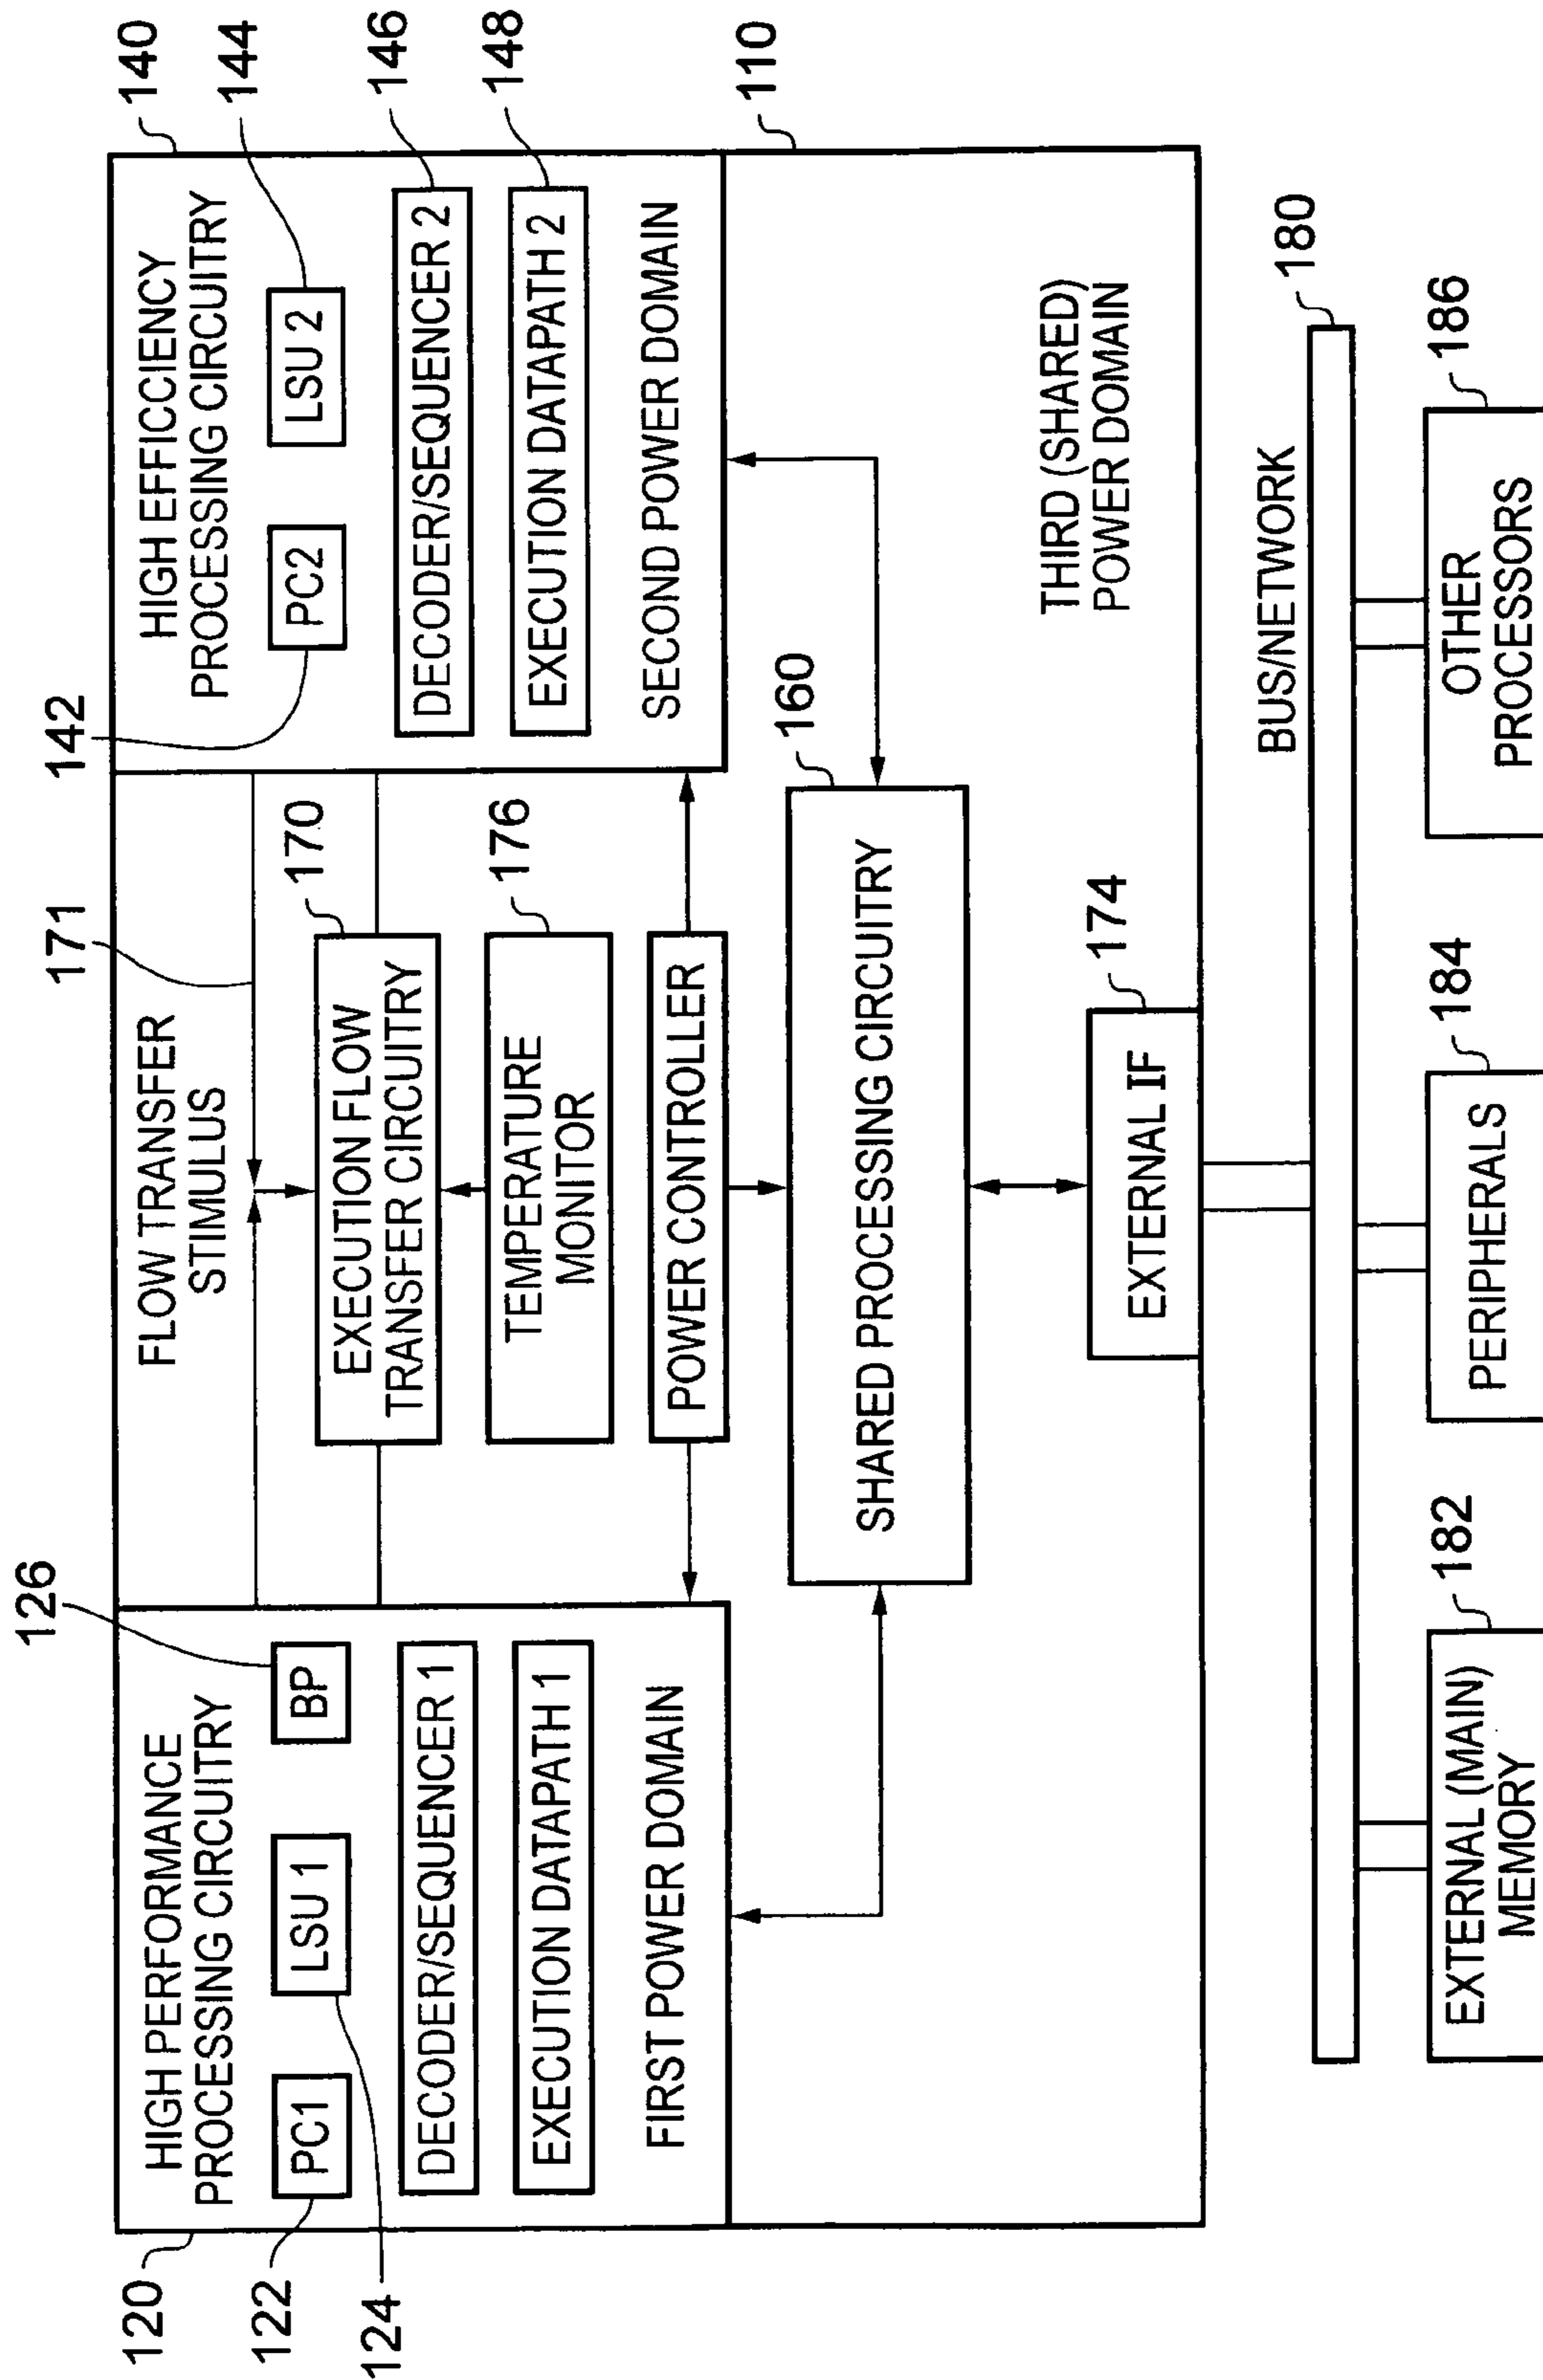 126
171
142
140
120
HIGH PERFORMANCE
PROCESSING CIRCUITRY
FLOW TRANSFER
STIMULUS
HIGH EFFICCIENCY
PROCESSING CIRCUITRY
144
122
PC1
LSU 1
BP
170
PC2
LSU 2
124
DECODER/SEQUENCER 1
EXECUTION FLOW
TRANSFER CIRCUITRY
DECODER/SEQUENCER 2
146
176
EXECUTION DATAPATH 1
TEMPERATURE
MONITOR
EXECUTION DATAPATH 2
148
FIRST POWER DOMAIN
POWER CONTROLLER
SECOND POWER DOMAIN
160
110
SHARED PROCESSING CIRCUITRY
THIRD (SHARED)
POWER DOMAIN
174
EXTERNAL IF
BUS/NETWORK
180
182
184
186
EXTERNAL (MAIN)
MEMORY
PERIPHERALS
OTHER
PROCESSORS